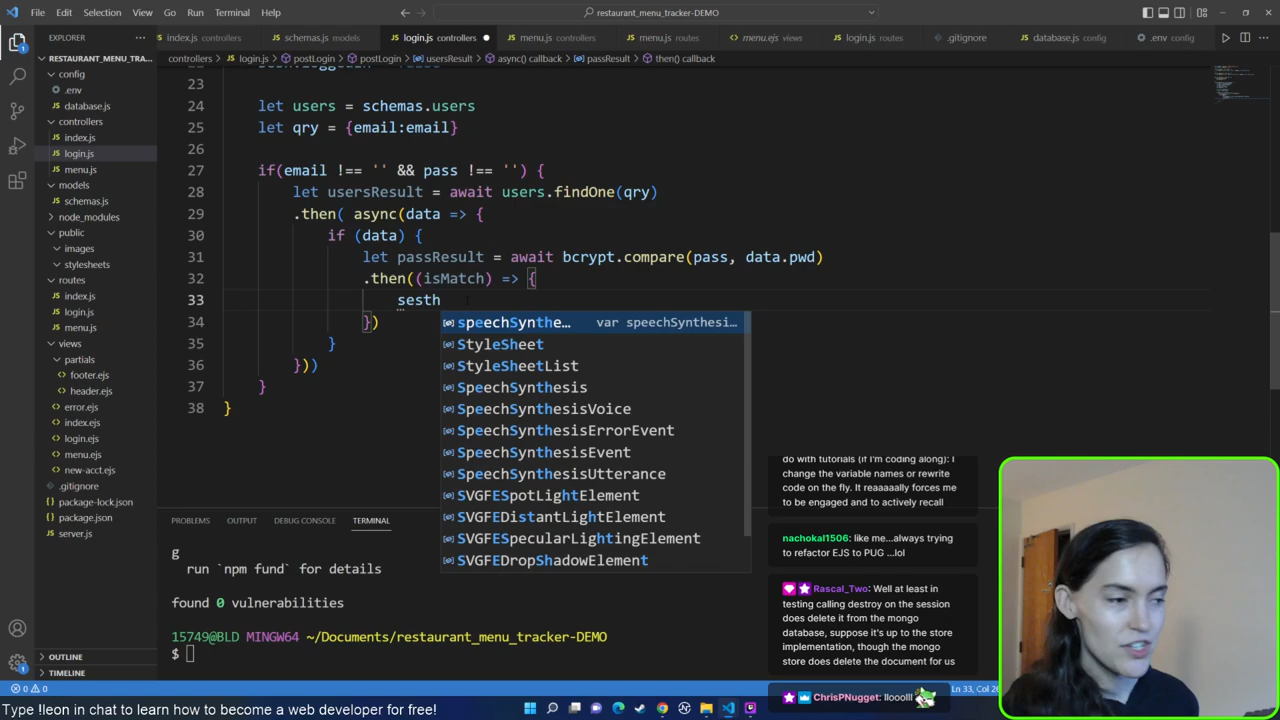 File Edit Selection View Go Run Terminal Help
restaurant_menu_tracker-DEMO
EXPLORER
index.js controllers
schemas.js models
login.js controllers
menu.js controllers
menu.js routes
menu.ejs views
login.js routes
.gitignore
database.js config
.env config
controllers > login.js > postLogin > postLogin > usersResult > async() callback > passResult > then() callback
RESTAURANT_MENU_TRA...
config
.env
database.js
controllers
index.js
login.js
menu.js
models
schemas.js
node_modules
public
images
stylesheets
routes
index.js
login.js
menu.js
views
partials
footer.ejs
header.ejs
error.ejs
index.ejs
login.ejs
menu.ejs
new-acct.ejs
.gitignore
package-lock.json
package.json
server.js
OUTLINE
TIMELINE
23
24 let users = schemas.users
25 let qry = {email:email}
26
27 if(email !== '' && pass !== '') {
28 let usersResult = await users.findOne(qry)
29 .then( async(data => {
30 if (data) {
31 let passResult = await bcrypt.compare(pass, data.pwd)
32 .then((isMatch) => {
33 sesth
34 })
35 }
36 }))
37 }
38 }
speechSynthe... var speechSynthesi...
StyleSheet
StyleSheetList
SpeechSynthesis
SpeechSynthesisVoice
SpeechSynthesisErrorEvent
SpeechSynthesisEvent
SpeechSynthesisUtterance
SVGFESpotLightElement
SVGFEDistantLightElement
SVGFESpecularLightingElement
SVGFEDropShadowElement
PROBLEMS OUTPUT DEBUG CONSOLE TERMINAL
g
run `npm fund` for details
found 0 vulnerabilities
15749@BLD MINGW64 ~/Documents/restaurant_menu_tracker-DEMO
$
do with tutorials (if I'm coding along): I
change the variable names or rewrite
code on the fly. It reaaaaally forces me
to be engaged and to actively recall
nachokal1506: like me...always trying
to refactor EJS to PUG ...lol
Rascal_Two: Well at least in
testing calling destroy on the session
does delete it from the mongo
database, suppose it's up to the store
implementation, though the mongo
store does delete the document for us
ChrisPNugget: llooolll
0 0
Ln 33, Col 26
Type !leon in chat to learn how to become a web developer for free!